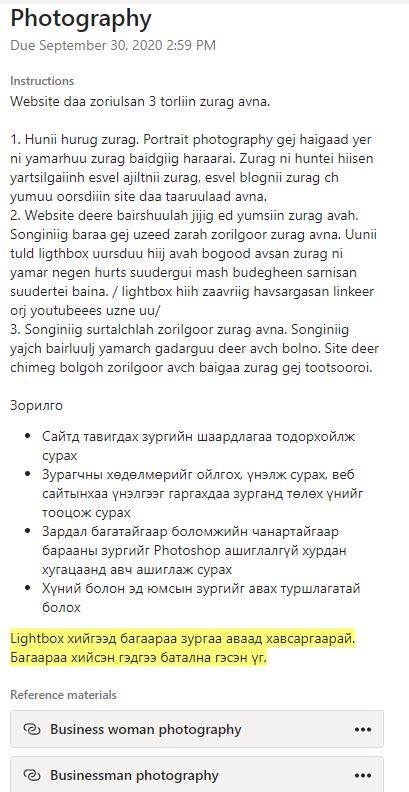 Photography
Due September 30, 2020 2:59 PM
Instructions
Website daa zoriulsan 3 torliin zurag avna.
1. Hunii hurug zurag. Portrait photography gej haigaad yer
ni yamarhuu zurag baidgiig haraarai. Zurag ni huntei hiisen
yartsilgaiinh esvel ajiltnii zurag, esvel blognii zurag ch
yumuu oorsdiiin site daa taaruulaad avna.
2. Website deere bairshuulah jijig ed yumsiin zurag avah.
Songiniig baraa gej uzeed zarah zorilgoor zurag avna. Uunii
tuld ligthbox uursduu hiij avah bogood avsan zurag ni
yamar negen hurts suudergui mash budegheen sarnisan
suudertei baina. / lightbox hiih zaavriig havsargasan linkeer
orj youtubeees uzne uu/
3. Songiniig surtalchlah zorilgoor zurag avna. Songiniig
yajch bairluulj yamarch gadarguu deer avch bolno. Site deer
chimeg bolgoh zorilgoor avch baigaa zurag gej tootsooroi.
Зорилго
• Сайтд тавигдах зургийн шаардлагаа тодорхойлж
сурах
• Зурагчны хөдөлмөрийг ойлгох, үнэлж сурах, веб
сайтынхаа үнэлгээг гаргахдаа зурганд төлөх үнийг
тооцож сурах
• Зардал багатайгаар боломжийн чанартайгаар
барааны зургийг Photoshop ашиглалгүй хурдан
хугацаанд авч ашиглаж сурах
• Хүний болон эд юмсын зургийг авах туршлагатай
болох
Lightbox хийгээд багаараа зургаа аваад хавсаргаарай.
Багаараа хийсэн гэдгээ батална гэсэн үг.
Reference materials
Business woman photography
Businessman photography